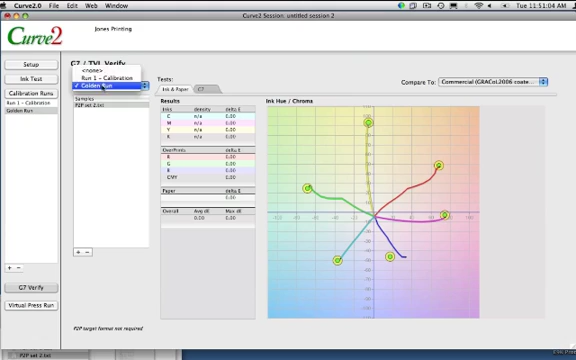 Curve2.0 File Edit Window 11:51:04 AM
Curve2 Session: untitled session 2
Jones Printing
Curve2
G7 / TVI Verify
Setup
Ink Test
Calibration Runs
Run 1 - Calibration
Golden Run
<none>
Run 1 - Calibration
✓ Golden Run
Samples
P2P set 2.txt
Tests:
Ink & Paper G7
Compare To: Commercial (GRACoL2006 coate...
Results
Inks density delta E
C n/a 0.00
M n/a 0.00
Y n/a 0.00
K n/a 0.00
OverPrints delta E
R 0.00
G 0.00
B 0.00
CMY 0.00
Paper delta E
0.00
Overall Avg dE Max dE
0.00 0.00
Ink Hue / Chroma
+ -
+ -
G7 Verify
Virtual Press Run
P2P target format not required
P2P set 2.txt